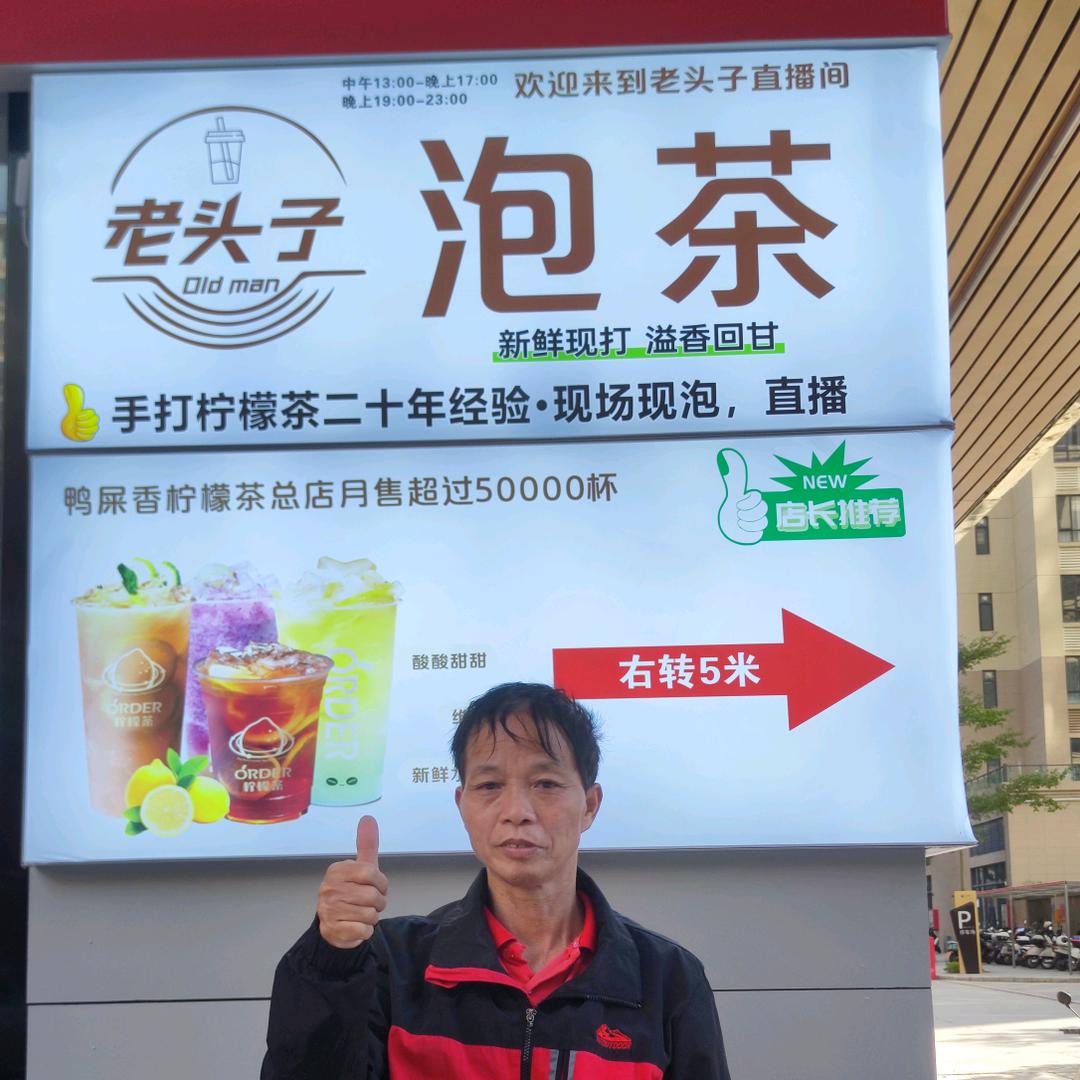 中午13:00-晚上17:00
晚上19:00-23:00
欢迎来到老头子直播间
老头子
Old man
泡茶
新鲜现打 溢香回甘
手打柠檬茶二十年经验·现场现泡，直播
鸭屎香柠檬茶总店月售超过50000杯
NEW
店长推荐
酸酸甜甜
右转5米
维
新鲜水
ORDER
柠檬茶
ORDER
柠檬茶
ORDER
P